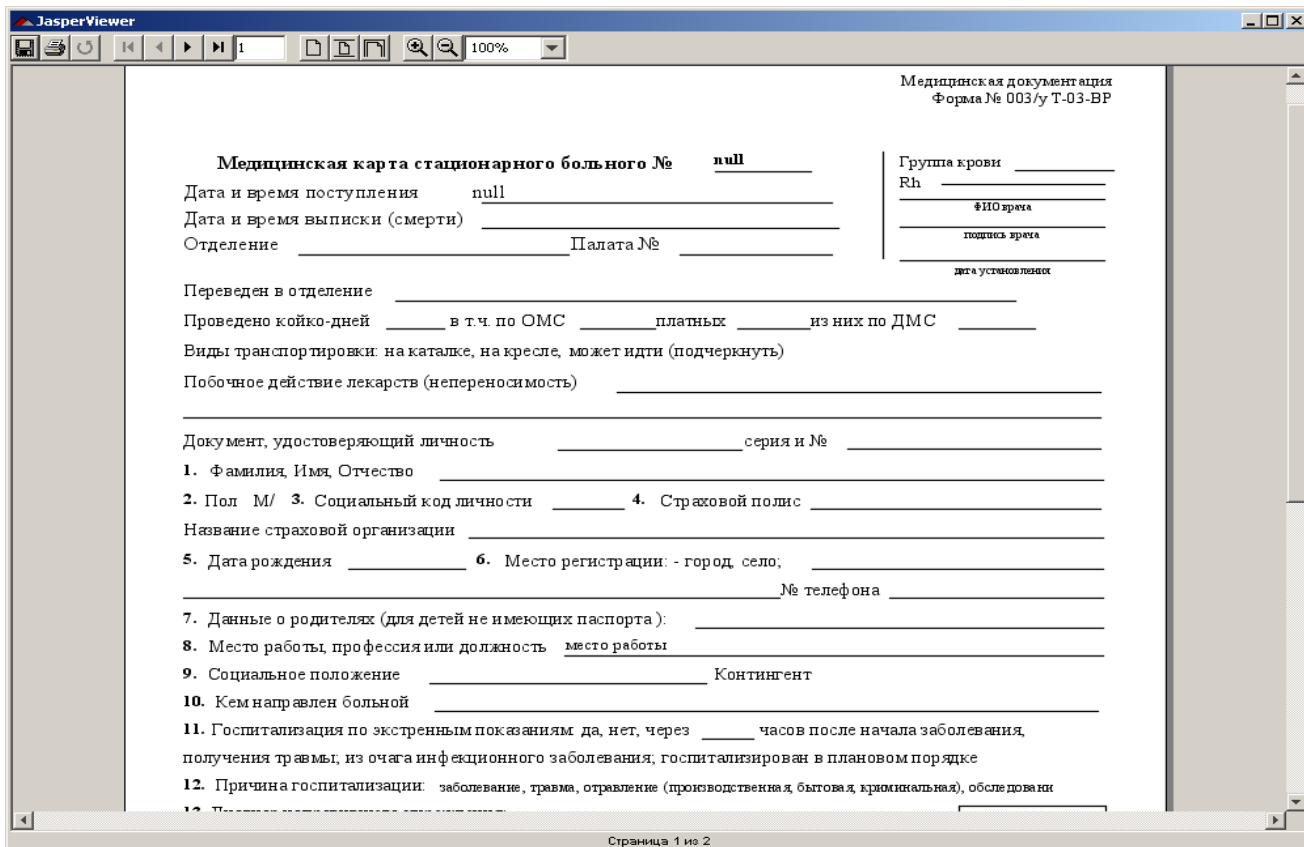 JasperViewer
1
100%
Медицинская документация
Форма № 003/у Т-03-ВР
Медицинская карта стационарного больного № null
Дата и время поступления null
Дата и время выписки (смерти)
Отделение Палата №
Группа крови
Rh
ФИО врача
подпись врача
дата установления
Переведен в отделение
Проведено койко-дней в т.ч. по ОМС платных из них по ДМС
Виды транспортировки: на каталке, на кресле, может идти (подчеркнуть)
Побочное действие лекарств (непереносимость)
Документ, удостоверяющий личность серия и №
1. Фамилия, Имя, Отчество
2. Пол М/ 3. Социальный код личности 4. Страховой полис
Название страховой организации
5. Дата рождения 6. Место регистрации: - город, село;
№ телефона
7. Данные о родителях (для детей не имеющих паспорта ):
8. Место работы, профессия или должность место работы
9. Социальное положение Контингент
10. Кем направлен больной
11. Госпитализация по экстренным показаниям: да, нет, через часов после начала заболевания,
получения травмы; из очага инфекционного заболевания; госпитализирован в плановом порядке
12. Причина госпитализации: заболевание, травма, отравление (производственная, бытовая, криминальная), обследовани
Страница 1 из 2